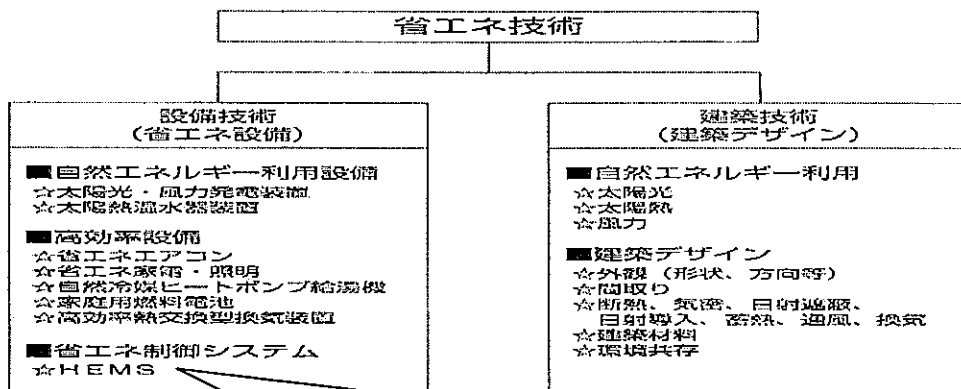 省エネ技術
設備技術
(省エネ設備)
■自然エネルギー利用設備
☆太陽光・風力発電装置
☆太陽熱温水器装置
■高効率設備
☆省エネエアコン
☆省エネ家電・照明
☆自然冷媒ヒートポンプ給湯機
☆家庭用燃料電池
☆高効率熱交換型換気装置
■省エネ制御システム
☆HEMS
建築技術
(建築デザイン)
■自然エネルギー利用
☆太陽光
☆太陽熱
☆風力
■建築デザイン
☆外観(形状、方向等)
☆間取り
☆断熱、気密、日射遮蔽、
日射導入、蓄熱、通風、換気
☆建築材料
☆環境共存